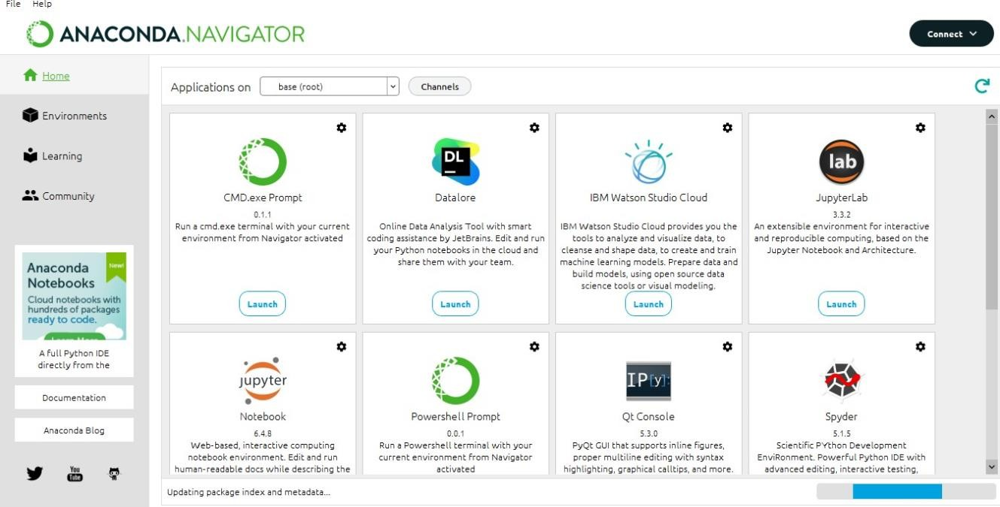 File Help
ANACONDA.NAVIGATOR
Connect
Home
Environments
Learning
Community
Anaconda
Notebooks
New!
Cloud notebooks with
hundreds of packages
ready to code.
Learn More
A full Python IDE
directly from the
Documentation
Anaconda Blog
You
Tube
Applications on base (root) Channels
CMD.exe Prompt
0.1.1
Run a cmd.exe terminal with your current
environment from Navigator activated
Launch
DL
Datalore
Online Data Analysis Tool with smart
coding assistance by JetBrains. Edit and run
your Python notebooks in the cloud and
share them with your team.
Launch
IBM Watson Studio Cloud
IBM Watson Studio Cloud provides you the
tools to analyze and visualize data, to
cleanse and shape data, to create and train
machine learning models. Prepare data and
build models, using open source data
science tools or visual modeling.
Launch
lab
JupyterLab
3.3.2
An extensible environment for interactive
and reproducible computing, based on the
Jupyter Notebook and Architecture.
Launch
jupyter
Notebook
6.4.8
Web-based, interactive computing
notebook environment. Edit and run
human-readable docs while describing the
Powershell Prompt
0.0.1
Run a Powershell terminal with your
current environment from Navigator
activated
IP[y]:
Qt Console
5.3.0
PyQt GUI that supports inline figures,
proper multiline editing with syntax
highlighting, graphical calltips, and more.
Spyder
5.1.5
Scientific PYthon Development
EnviRonment. Powerful Python IDE with
advanced editing, interactive testing,
Updating package index and metadata...